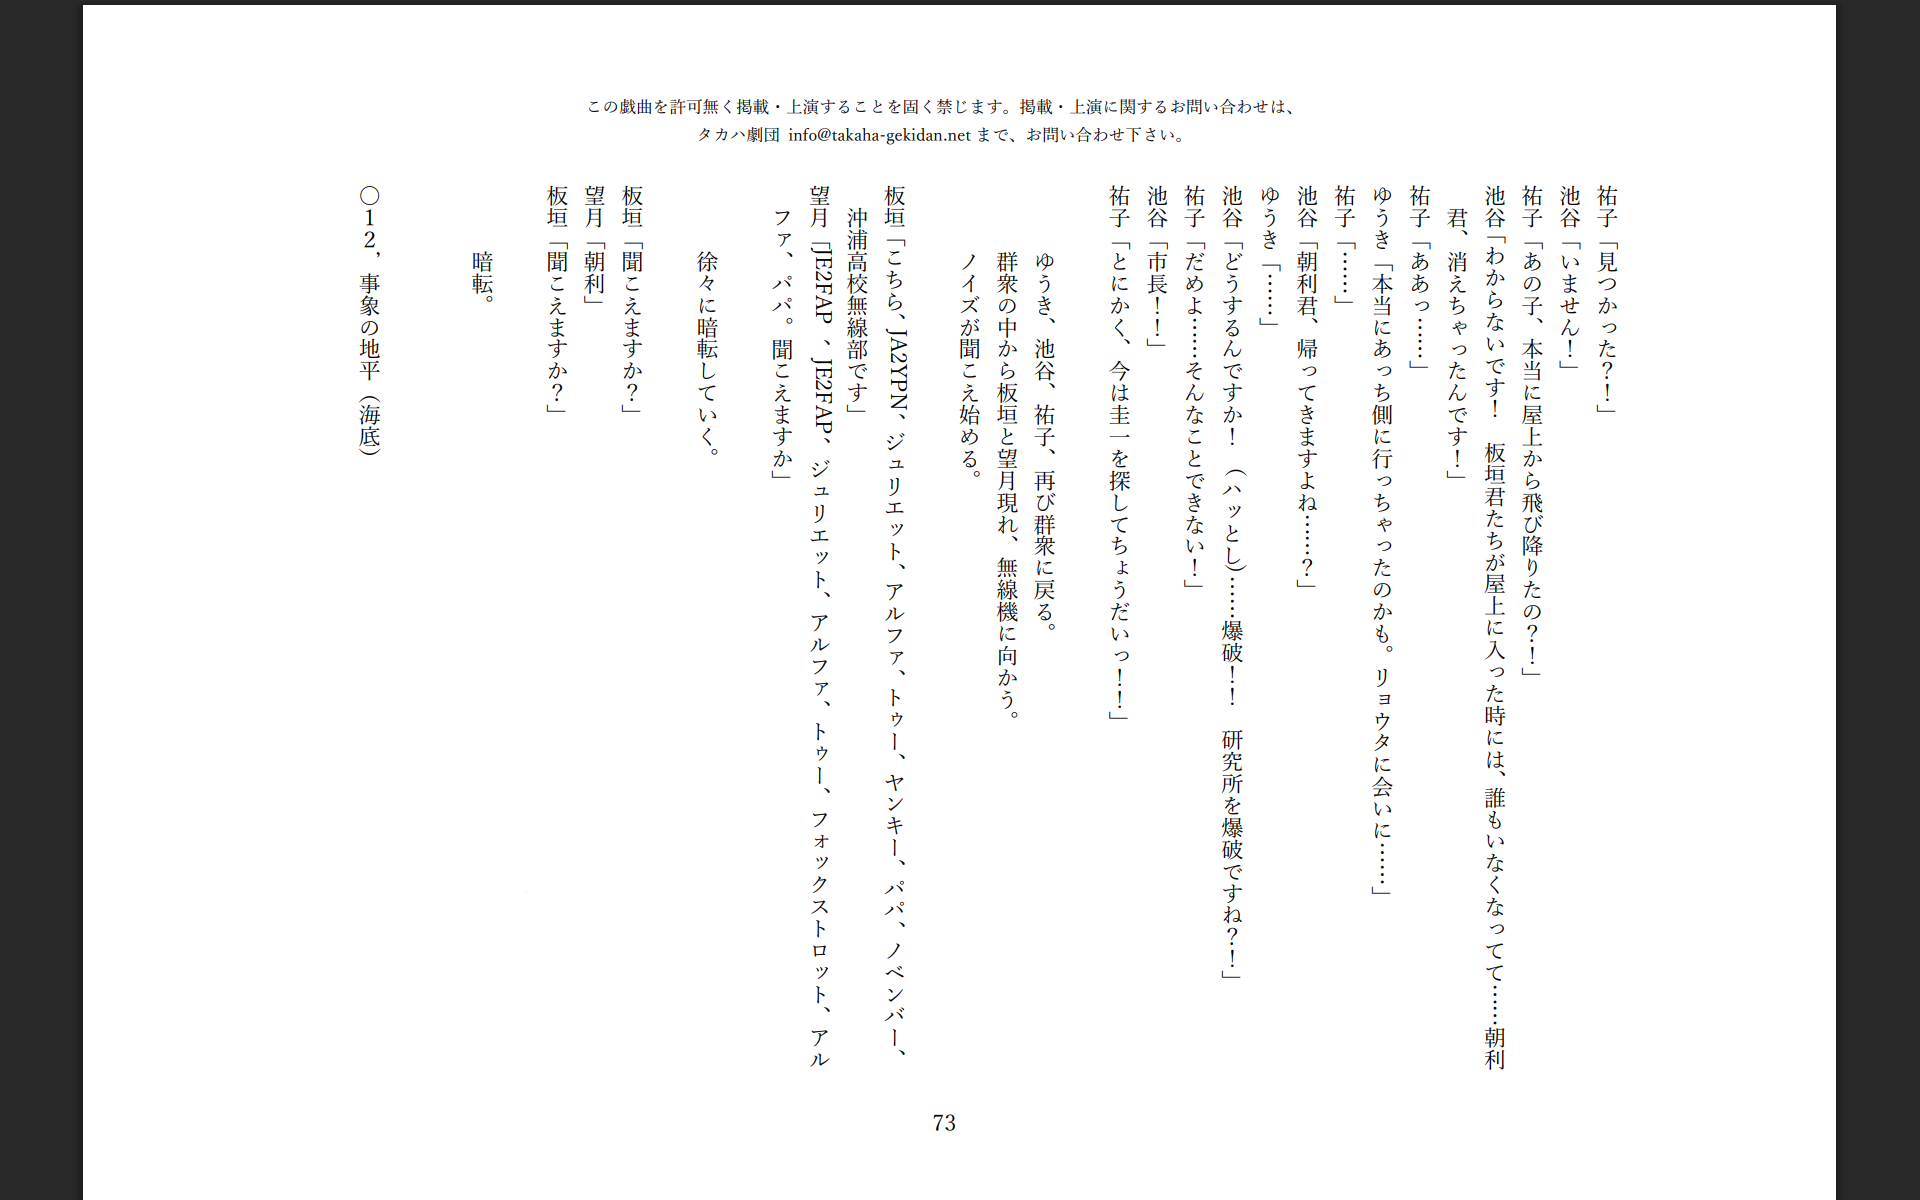 この戯曲を許可無く掲載・上演することを固く禁じます。掲載・上演に関するお問い合わせは、
タカハ劇団 info@takaha-gekidan.net まで、お問い合わせ下さい。
祐子「見つかった？！」
池谷「いません！」
祐子「あの子、本当に屋上から飛び降りたの？！」
池谷「わからないです！　板垣君たちが屋上に入った時には、誰もいなくなってて……朝利
君、消えちゃったんです！」
祐子「ああっ……」
ゆうき「本当にあっち側に行っちゃったのかも。リョウタに会いに……」
祐子「……」
池谷「朝利君、帰ってきますよね……？」
ゆうき「……」
池谷「どうするんですか！（ハッとし）……爆破！！　研究所を爆破ですね？！」
祐子「だめよ……そんなことできない！」
池谷「市長！！」
祐子「とにかく、今は圭一を探してちょうだいっ！！」
ゆうき、池谷、祐子、再び群衆に戻る。
群衆の中から板垣と望月現れ、無線機に向かう。
ノイズが聞こえ始める。
板垣「こちら、JA2YPN、ジュリエット、アルファ、トゥー、ヤンキー、パパ、ノベンバー、
沖浦高校無線部です」
望月「JE2FAP 、JE2FAP、ジュリエット、アルファ、トゥー、フォックストロット、アル
ファ、パパ。聞こえますか」
徐々に暗転していく。
板垣「聞こえますか？」
望月「朝利」
板垣「聞こえますか？」
暗転。
〇１２，事象の地平（海底）
73